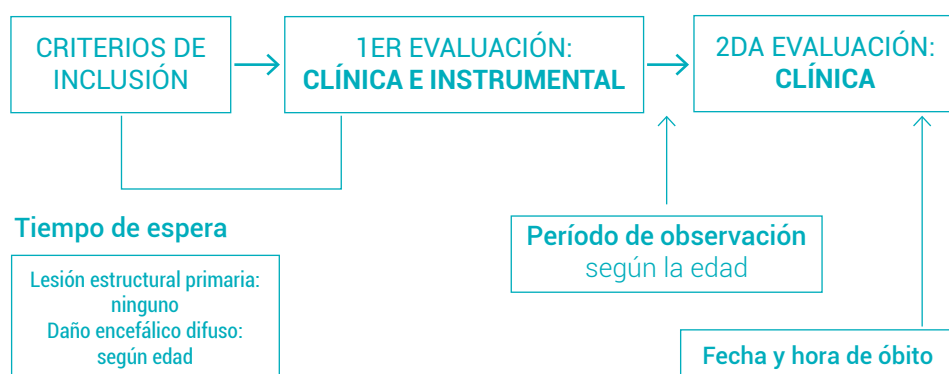 CRITERIOS DE
INCLUSIÓN
1ER EVALUACIÓN:
CLÍNICA E INSTRUMENTAL
2DA EVALUACIÓN:
CLÍNICA
Tiempo de espera
Lesión estructural primaria:
ninguno
Daño encefálico difuso:
según edad
Período de observación
según la edad
Fecha y hora de óbito